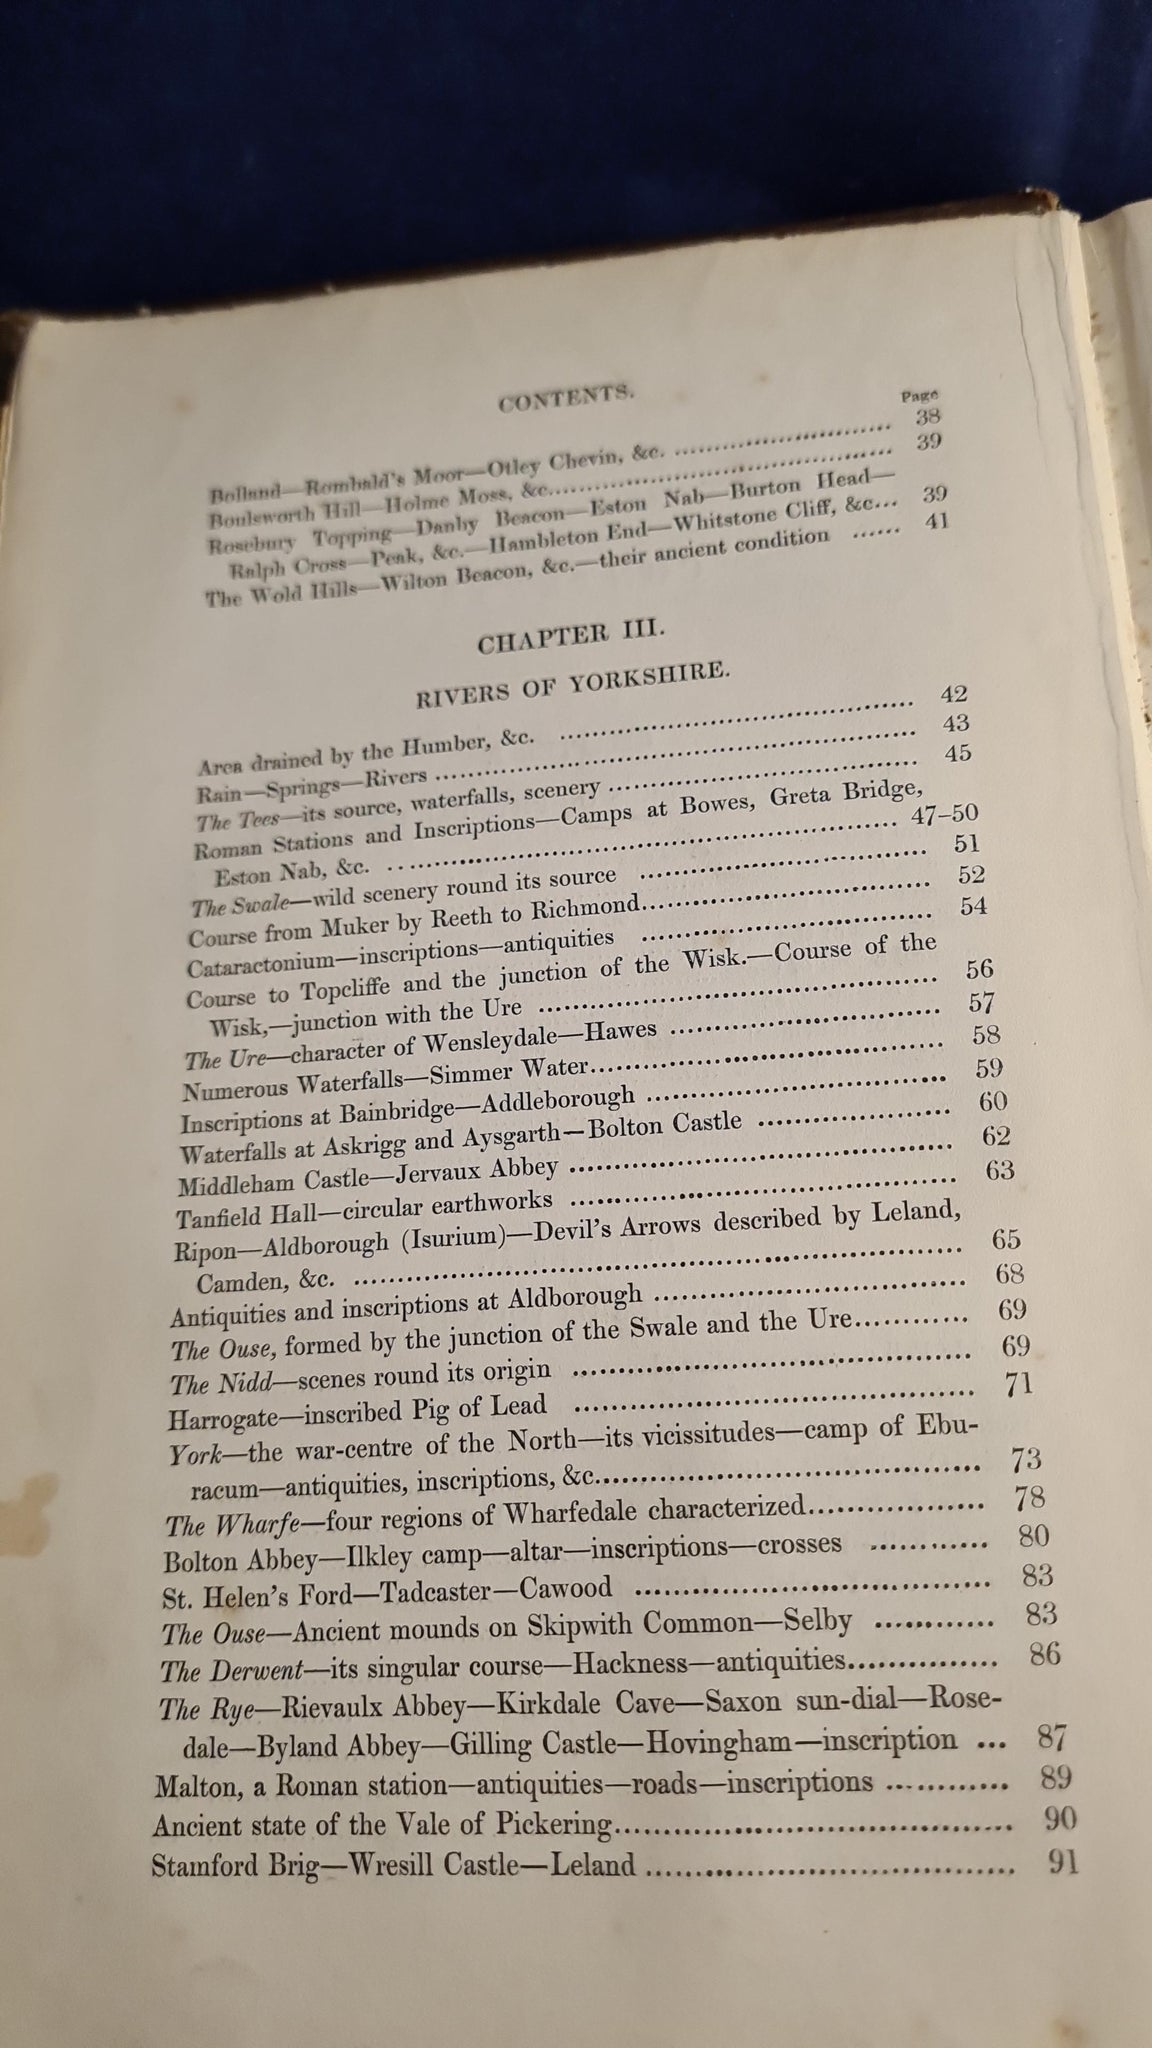 CONTENTS.
Page
Bolland—Rombald's Moor—Otley Chevin, &c. .............................. 38
Boulsworth Hill—Holme Moss, &c. .............................. 39
Rosebury Topping—Danby Beacon—Eston Nab—Burton Head—
Ralph Cross—Peak, &c.—Hambleton End—Whitstone Cliff, &c... 39
The Wold Hills—Wilton Beacon, &c.—their ancient condition ...... 41
CHAPTER III.
RIVERS OF YORKSHIRE.
Area drained by the Humber, &c. .............................. 42
Rain—Springs—Rivers .............................. 43
The Tees—its source, waterfalls, scenery .............................. 45
Roman Stations and Inscriptions—Camps at Bowes, Greta Bridge,
Eston Nab, &c. .............................. 47-50
The Swale—wild scenery round its source .............................. 51
Course from Muker by Reeth to Richmond.............................. 52
Cataractonium—inscriptions—antiquities .............................. 54
Course to Topcliffe and the junction of the Wisk.—Course of the
Wisk,—junction with the Ure .............................. 56
The Ure—character of Wensleydale—Hawes .............................. 57
Numerous Waterfalls—Simmer Water.............................. 58
Inscriptions at Bainbridge—Addleborough .............................. 59
Waterfalls at Askrigg and Aysgarth—Bolton Castle .................... 60
Middleham Castle—Jervaux Abbey .............................. 62
Tanfield Hall—circular earthworks .............................. 63
Ripon—Aldborough (Isurium)—Devil's Arrows described by Leland,
Camden, &c. .............................. 65
Antiquities and inscriptions at Aldborough .............................. 68
The Ouse, formed by the junction of the Swale and the Ure............ 69
The Nidd—scenes round its origin .............................. 69
Harrogate—inscribed Pig of Lead .............................. 71
York—the war-centre of the North—its vicissitudes—camp of Ebu-
racum—antiquities, inscriptions, &c.............................. 73
The Wharfe—four regions of Wharfedale characterized................. 78
Bolton Abbey—Ilkley camp—altar—inscriptions—crosses ............ 80
St. Helen's Ford—Tadcaster—Cawood .............................. 83
The Ouse—Ancient mounds on Skipwith Common—Selby ............ 83
The Derwent—its singular course—Hackness—antiquities............... 86
The Rye—Rievaulx Abbey—Kirkdale Cave—Saxon sun-dial—Rose-
dale—Byland Abbey—Gilling Castle—Hovingham—inscription ... 87
Malton, a Roman station—antiquities—roads—inscriptions ............ 89
Ancient state of the Vale of Pickering.............................. 90
Stamford Brig—Wresill Castle—Leland .............................. 91